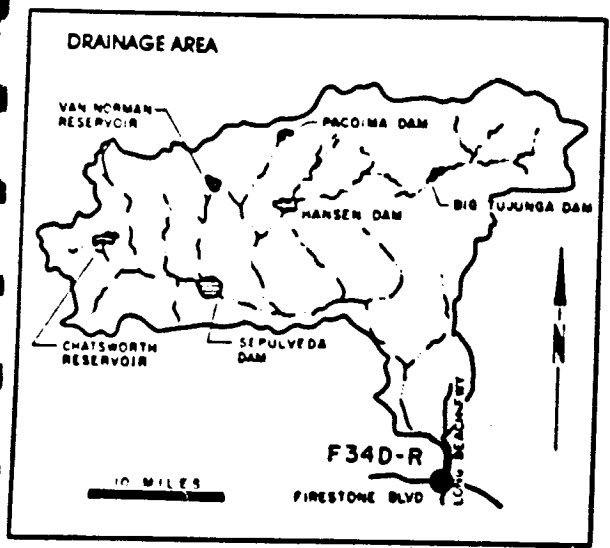 DRAINAGE AREA
VAN NORMAN
RESERVOIR
PACOIMA DAM
HANSEN DAM
BIG TUJUNGA DAM
CHATSWORTH
RESERVOIR
SEPULVEDA
DAM
N
LONG BEACH FWY
F34D-R
10 MILES
FIRESTONE BLVD